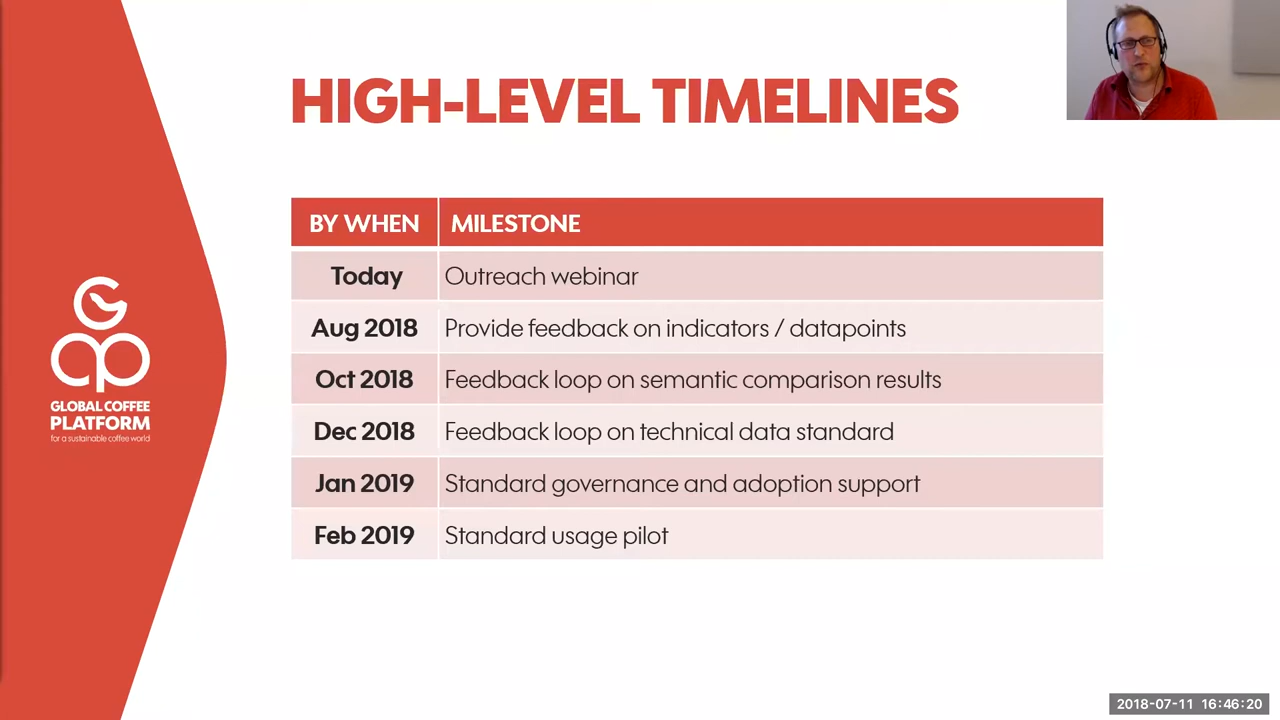 HIGH-LEVEL TIMELINES
BY WHEN MILESTONE
Today Outreach webinar
Aug 2018 Provide feedback on indicators / datapoints
Oct 2018 Feedback loop on semantic comparison results
Dec 2018 Feedback loop on technical data standard
Jan 2019 Standard governance and adoption support
Feb 2019 Standard usage pilot
GCP
GLOBAL COFFEE
PLATFORM
for a sustainable coffee world
2018-07-11 16:46:20